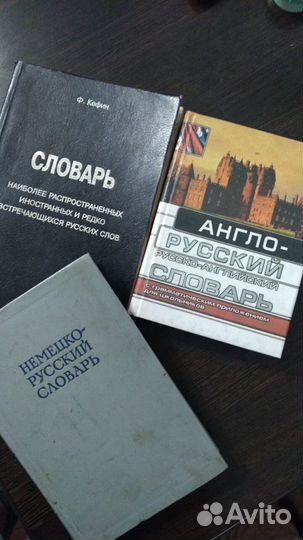 Ф. Кефин
СЛОВАРЬ
НАИБОЛЕЕ РАСПРОСТРАНЕННЫХ
ИНОСТРАННЫХ И РЕДКО
ВСТРЕЧАЮЩИХСЯ РУССКИХ СЛОВ
АНГЛО-
РУССКИЙ
РУССКО-АНГЛИЙСКИЙ
СЛОВАРЬ
С ГРАММАТИЧЕСКИМ ПРИЛОЖЕНИЕМ
ДЛЯ ШКОЛЬНИКОВ
НЕМЕЦКО-
РУССКИЙ
СЛОВАРЬ
Avito